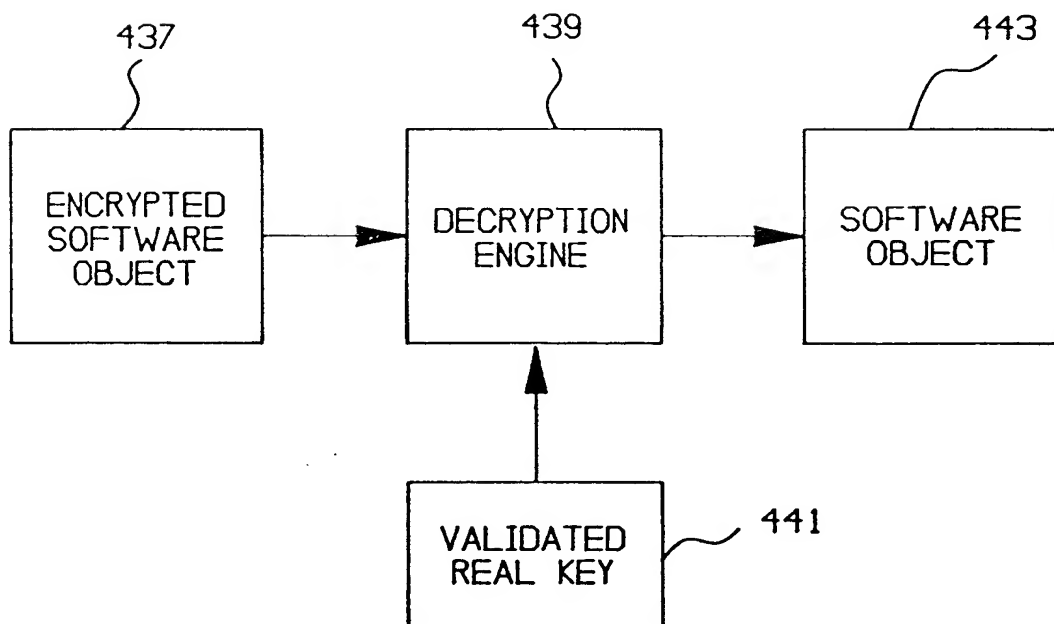 437
439
443
ENCRYPTED
SOFTWARE
OBJECT
DECRYPTION
ENGINE
SOFTWARE
OBJECT
VALIDATED
REAL KEY
441